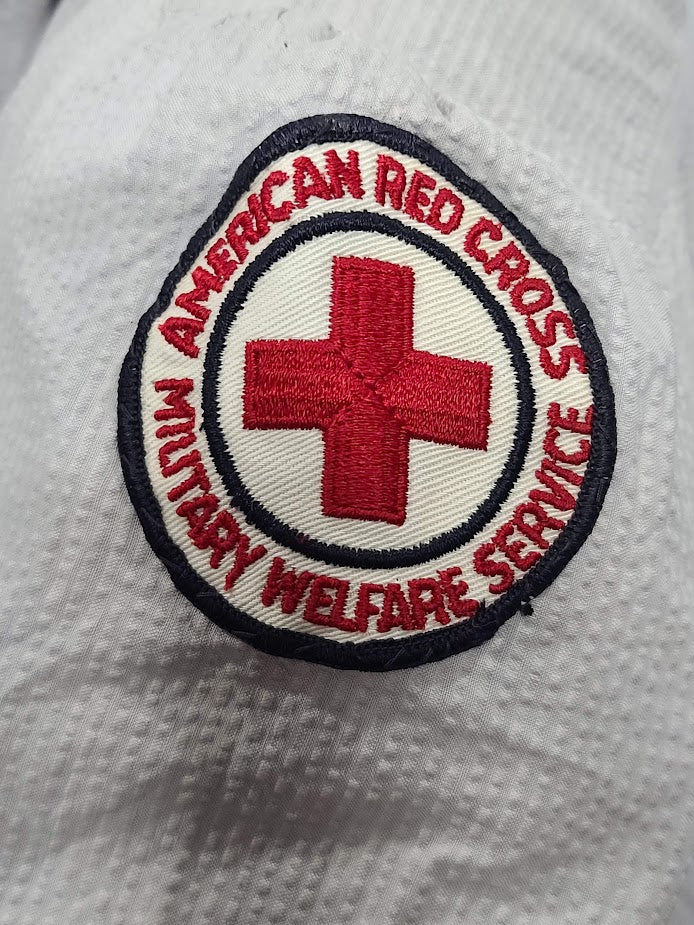 AMERICAN RED CROSS
MILITARY WELFARE SERVICE